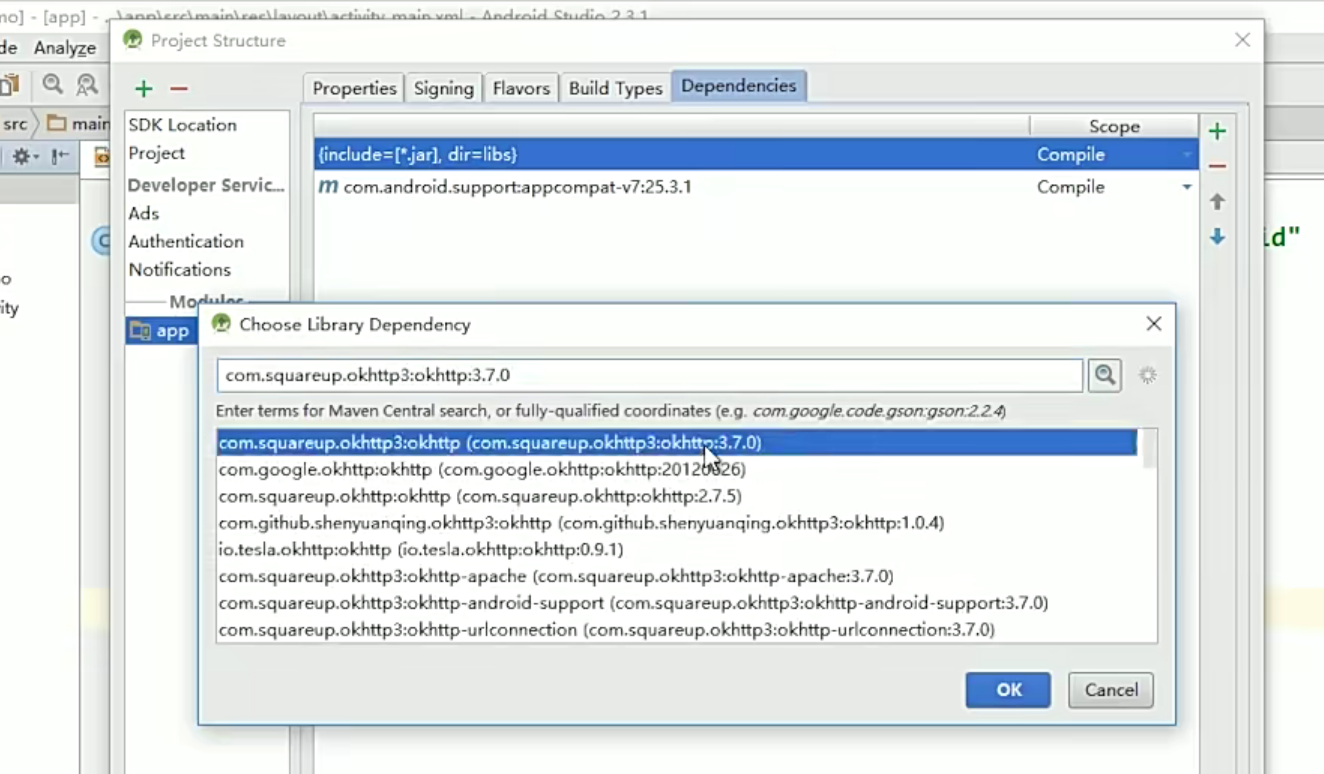 mo] - [app] - ...\app\src\main\res\layout\activity_main.xml - Android Studio 2.3.1
Project Structure
de Analyze
Properties Signing Flavors Build Types Dependencies
src main
SDK Location
Project
Developer Servic...
Ads
Authentication
Notifications
Modules
app
Scope
{include=[*.jar], dir=libs} Compile
m com.android.support:appcompat-v7:25.3.1 Compile
id"
o
ity
Choose Library Dependency
com.squareup.okhttp3:okhttp:3.7.0
Enter terms for Maven Central search, or fully-qualified coordinates (e.g. com.google.code.gson:gson:2.2.4)
com.squareup.okhttp3:okhttp (com.squareup.okhttp3:okhttp:3.7.0)
com.google.okhttp:okhttp (com.google.okhttp:okhttp:20120626)
com.squareup.okhttp:okhttp (com.squareup.okhttp:okhttp:2.7.5)
com.github.shenyuanqing.okhttp3:okhttp (com.github.shenyuanqing.okhttp3:okhttp:1.0.4)
io.tesla.okhttp:okhttp (io.tesla.okhttp:okhttp:0.9.1)
com.squareup.okhttp3:okhttp-apache (com.squareup.okhttp3:okhttp-apache:3.7.0)
com.squareup.okhttp3:okhttp-android-support (com.squareup.okhttp3:okhttp-android-support:3.7.0)
com.squareup.okhttp3:okhttp-urlconnection (com.squareup.okhttp3:okhttp-urlconnection:3.7.0)
OK Cancel